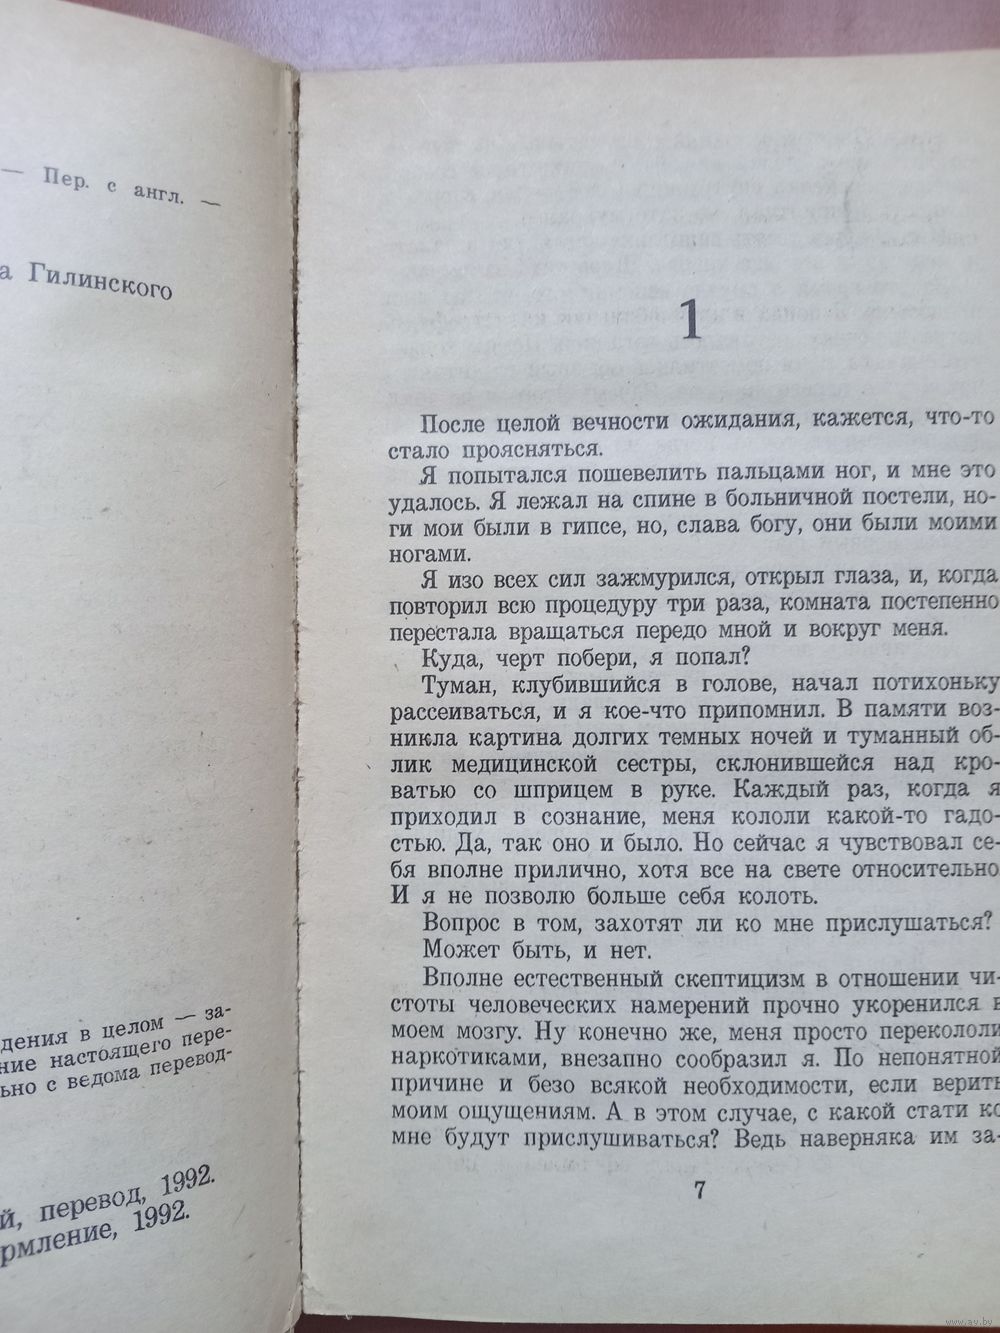 — Пер. с англ. —
а Гилинского
дения в целом — за-
ние настоящего пере-
ьно с ведома перевод-
й, перевод, 1992.
рмление, 1992.
1
После целой вечности ожидания, кажется, что-то
стало проясняться.
Я попытался пошевелить пальцами ног, и мне это
удалось. Я лежал на спине в больничной постели, но-
ги мои были в гипсе, но, слава богу, они были моими
ногами.
Я изо всех сил зажмурился, открыл глаза, и, когда
повторил всю процедуру три раза, комната постепенно
перестала вращаться передо мной и вокруг меня.
Куда, черт побери, я попал?
Туман, клубившийся в голове, начал потихоньку
рассеиваться, и я кое-что припомнил. В памяти воз-
никла картина долгих темных ночей и туманный об-
лик медицинской сестры, склонившейся над кро-
ватью со шприцем в руке. Каждый раз, когда я
приходил в сознание, меня кололи какой-то гадо-
стью. Да, так оно и было. Но сейчас я чувствовал се-
бя вполне прилично, хотя все на свете относительно
И я не позволю больше себя колоть.
Вопрос в том, захотят ли ко мне прислушаться?
Может быть, и нет.
Вполне естественный скептицизм в отношении чи-
стоты человеческих намерений прочно укоренился в
моем мозгу. Ну конечно же, меня просто перекололи
наркотиками, внезапно сообразил я. По непонятной
причине и безо всякой необходимости, если верить
моим ощущениям. А в этом случае, с какой стати ко
мне будут прислушиваться? Ведь наверняка им за-
7
www.av.by